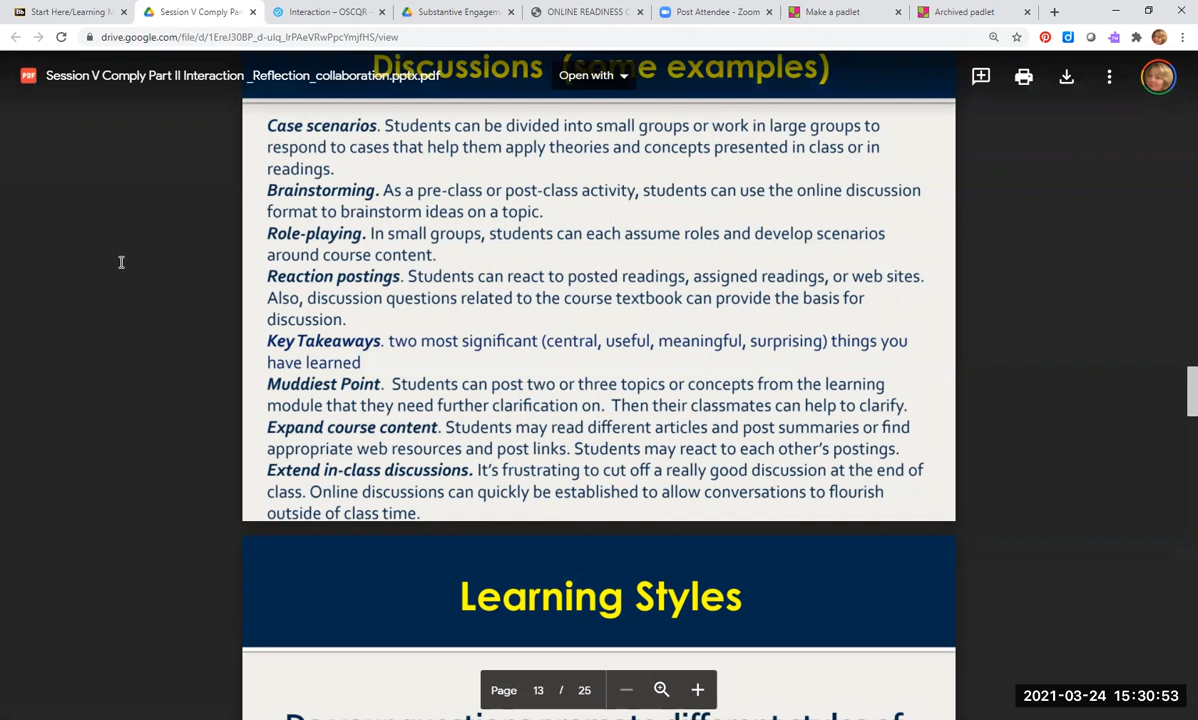 Start Here/Learning M
Session V Comply Part
Interaction – OSCQR -
Substantive Engagem
ONLINE READINESS C
Post Attendee - Zoom
Make a padlet
Archived padlet
drive.google.com/file/d/1EreJ30BP_d-ulq_lrPAeVRwPpcYmjfHS/view
Discussions (some examples)
Session V Comply Part II Interaction _Reflection_collaboration.pptx.pdf
Open with
Case scenarios. Students can be divided into small groups or work in large groups to
respond to cases that help them apply theories and concepts presented in class or in
readings.
Brainstorming. As a pre-class or post-class activity, students can use the online discussion
format to brainstorm ideas on a topic.
Role-playing. In small groups, students can each assume roles and develop scenarios
around course content.
Reaction postings. Students can react to posted readings, assigned readings, or web sites.
Also, discussion questions related to the course textbook can provide the basis for
discussion.
Key Takeaways. two most significant (central, useful, meaningful, surprising) things you
have learned
Muddiest Point. Students can post two or three topics or concepts from the learning
module that they need further clarification on. Then their classmates can help to clarify.
Expand course content. Students may read different articles and post summaries or find
appropriate web resources and post links. Students may react to each other's postings.
Extend in-class discussions. It's frustrating to cut off a really good discussion at the end of
class. Online discussions can quickly be established to allow conversations to flourish
outside of class time.
Learning Styles
Page 13 / 25
Do your questions promote different styles of
2021-03-24 15:30:53